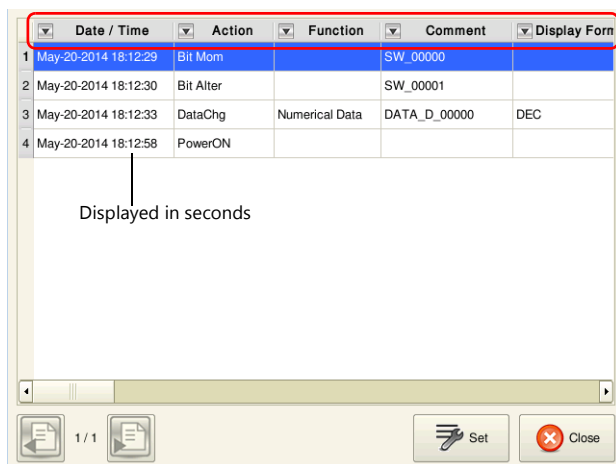 Date / Time Action Function Comment Display Form
1 May-20-2014 18:12:29 Bit Mom SW_00000
2 May-20-2014 18:12:30 Bit Alter SW_00001
3 May-20-2014 18:12:33 DataChg Numerical Data DATA_D_00000 DEC
4 May-20-2014 18:12:58 PowerON
Displayed in seconds
1 / 1 Set Close